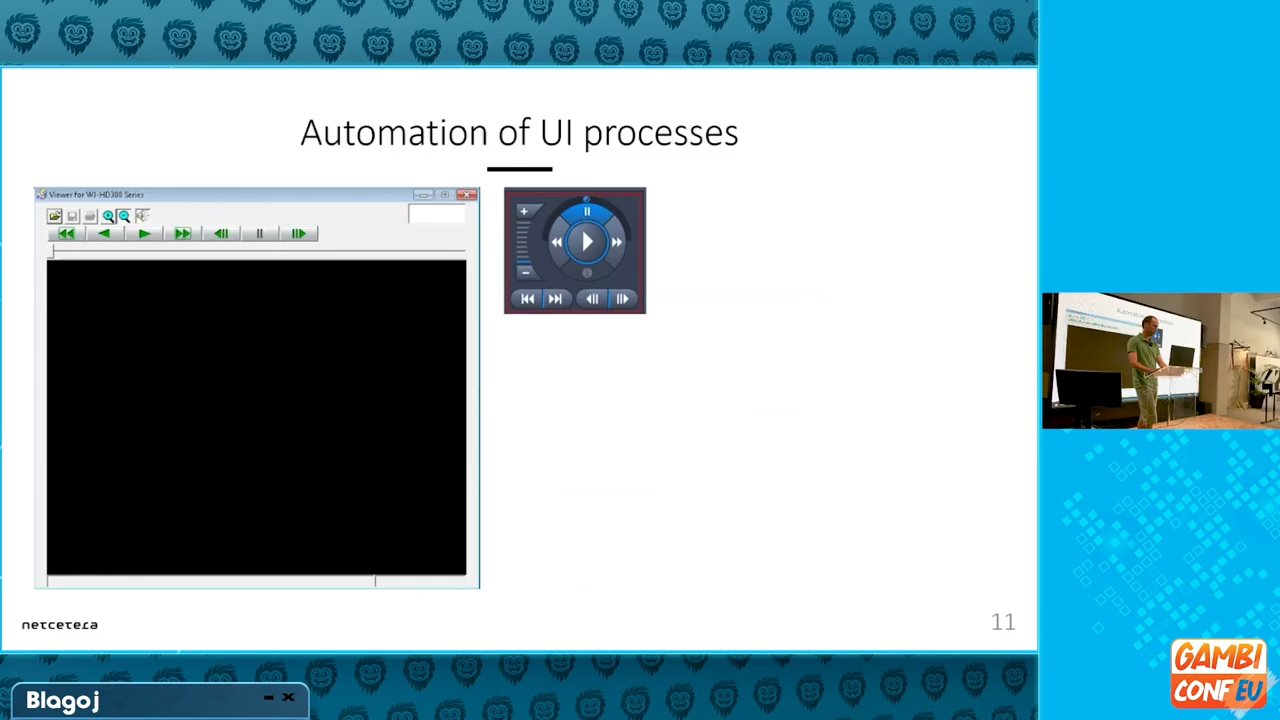 Automation of UI processes
Viewer for WJ-HD300 Series
netcetera
11
Blagoj
GAMBI
CONF EU